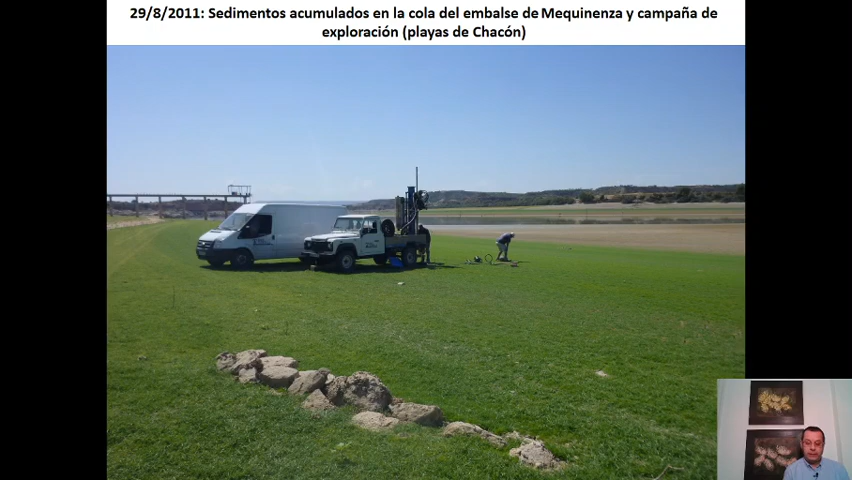 29/8/2011: Sedimentos acumulados en la cola del embalse de Mequinenza y campaña de
exploración (playas de Chacón)